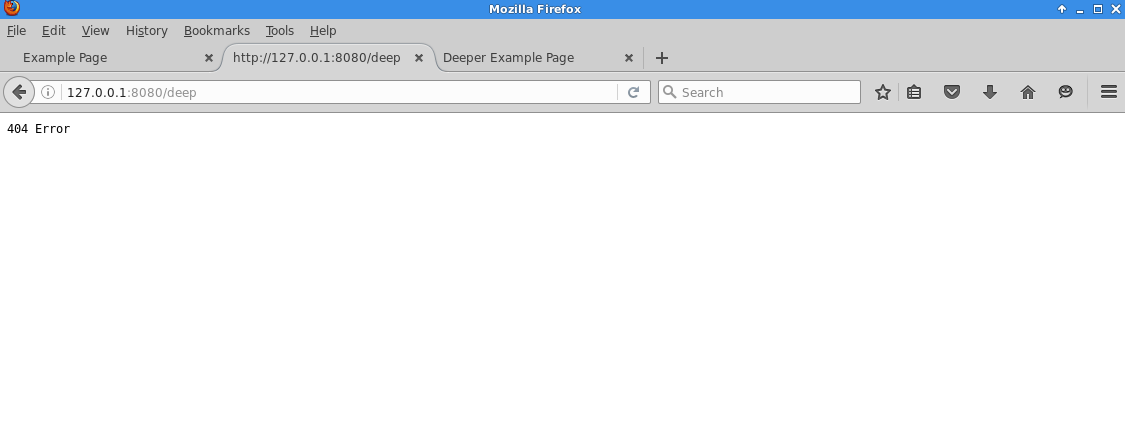 Mozilla Firefox
File Edit View History Bookmarks Tools Help
Example Page http://127.0.0.1:8080/deep Deeper Example Page
127.0.0.1:8080/deep Search
404 Error